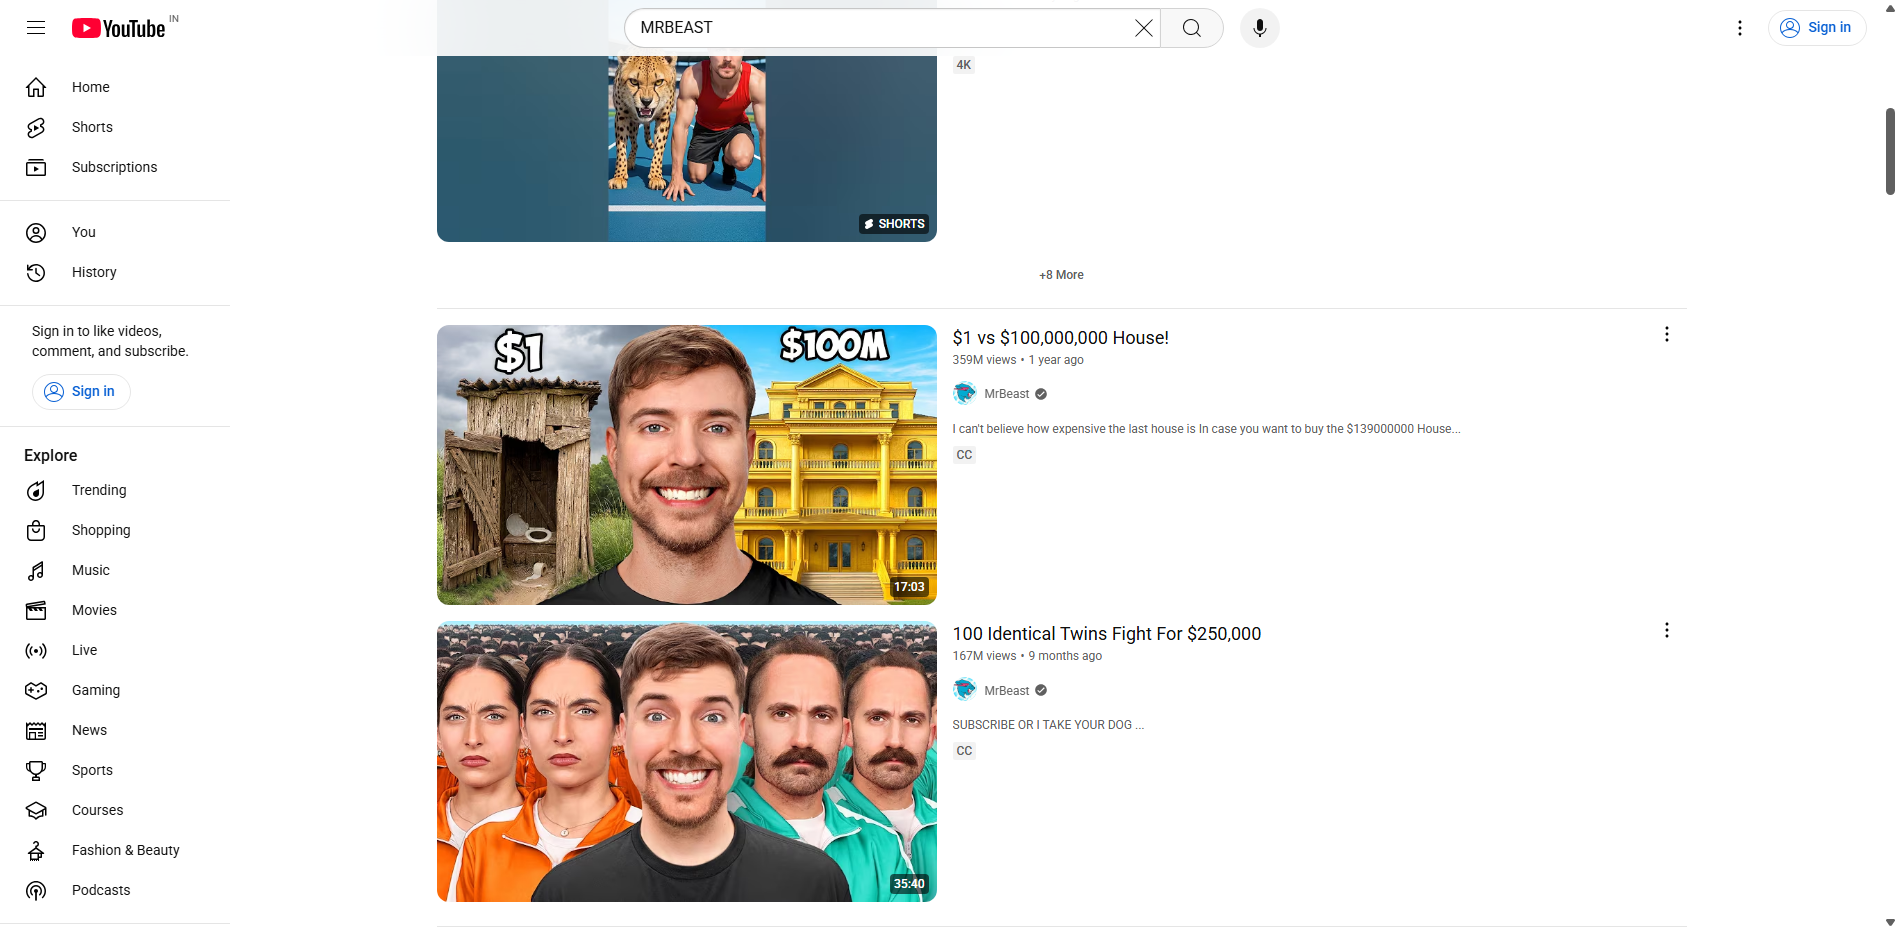 YouTube IN
MRBEAST
Sign in
Home
Shorts
Subscriptions
You
History
Sign in to like videos,
comment, and subscribe.
Sign in
Explore
Trending
Shopping
Music
Movies
Live
Gaming
News
Sports
Courses
Fashion & Beauty
Podcasts
4K
SHORTS
+8 More
$1
$100M
17:03
$1 vs $100,000,000 House!
359M views • 1 year ago
MrBeast
I can't believe how expensive the last house is In case you want to buy the $139000000 House...
CC
35:40
100 Identical Twins Fight For $250,000
167M views • 9 months ago
MrBeast
SUBSCRIBE OR I TAKE YOUR DOG ...
CC